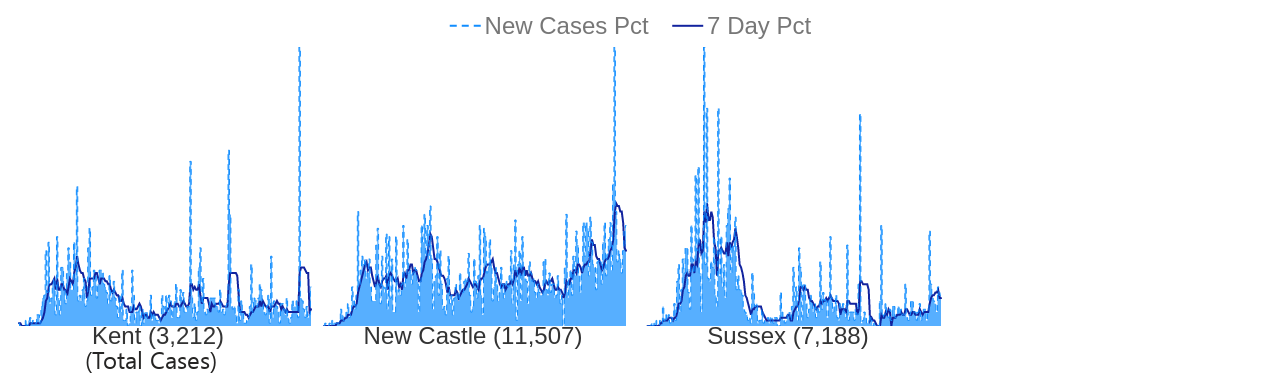 New Cases Pct 7 Day Pct
Kent (3,212) New Castle (11,507) Sussex (7,188)
(Total Cases)